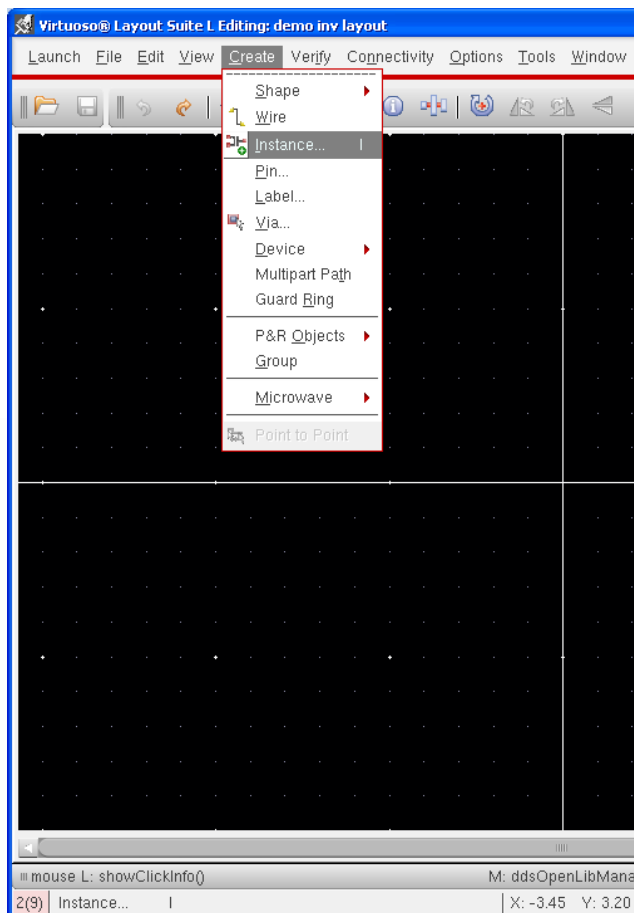 Virtuoso® Layout Suite L Editing: demo inv layout
Launch File Edit View Create Verify Connectivity Options Tools Window
Shape
Wire
Instance... I
Pin...
Label...
Via...
Device
Multipart Path
Guard Ring
P&R Objects
Group
Microwave
Point to Point
mouse L: showClickInfo() M: ddsOpenLibMana
2(9) Instance... I X: -3.45 Y: 3.20